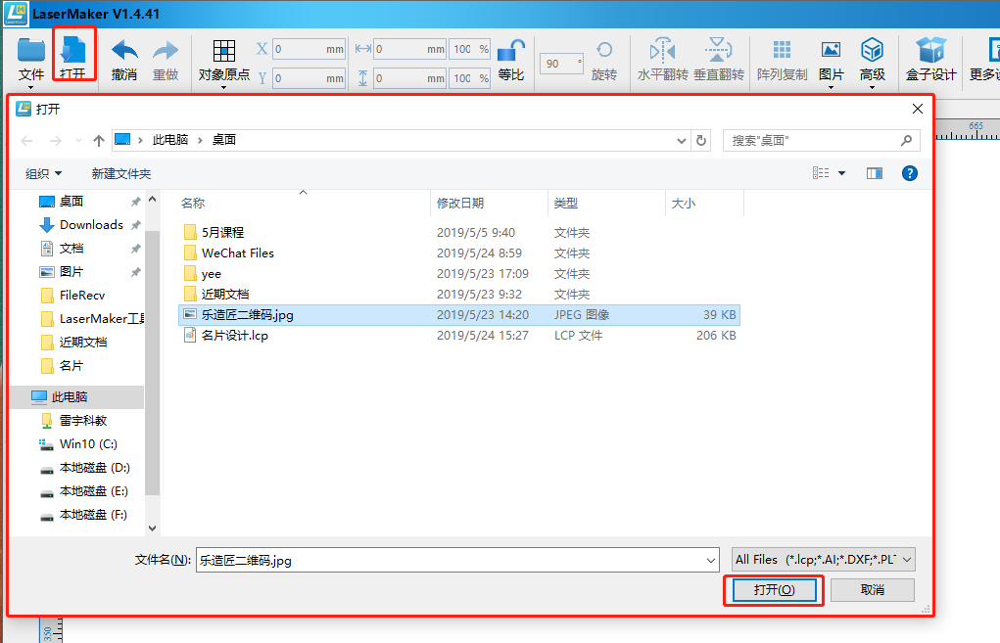 LaserMaker V1.4.41
文件 打开 撤消 重做 对象原点 X 0 mm 0 mm 100 % 等比 90 ° 旋转 水平翻转 垂直翻转 阵列复制 图片 高级 盒子设计
Y 0 mm 0 mm 100 %
打开
此电脑 › 桌面 搜索"桌面"
组织 新建文件夹
665
名称 修改日期 类型 大小
桌面
Downloads
文档
图片
FileRecv
LaserMaker工具
近期文档
名片
此电脑
雷宇科教
Win10 (C:)
本地磁盘 (D:)
本地磁盘 (E:)
本地磁盘 (F:)
5月课程 2019/5/5 9:40 文件夹
WeChat Files 2019/5/24 8:59 文件夹
yee 2019/5/23 17:09 文件夹
近期文档 2019/5/23 9:32 文件夹
乐造匠二维码.jpg 2019/5/23 14:20 JPEG 图像 39 KB
名片设计.lcp 2019/5/24 15:27 LCP 文件 206 KB
文件名(N): 乐造匠二维码.jpg All Files (*.lcp;*.AI;*.DXF;*.PLT
打开(O) 取消
350